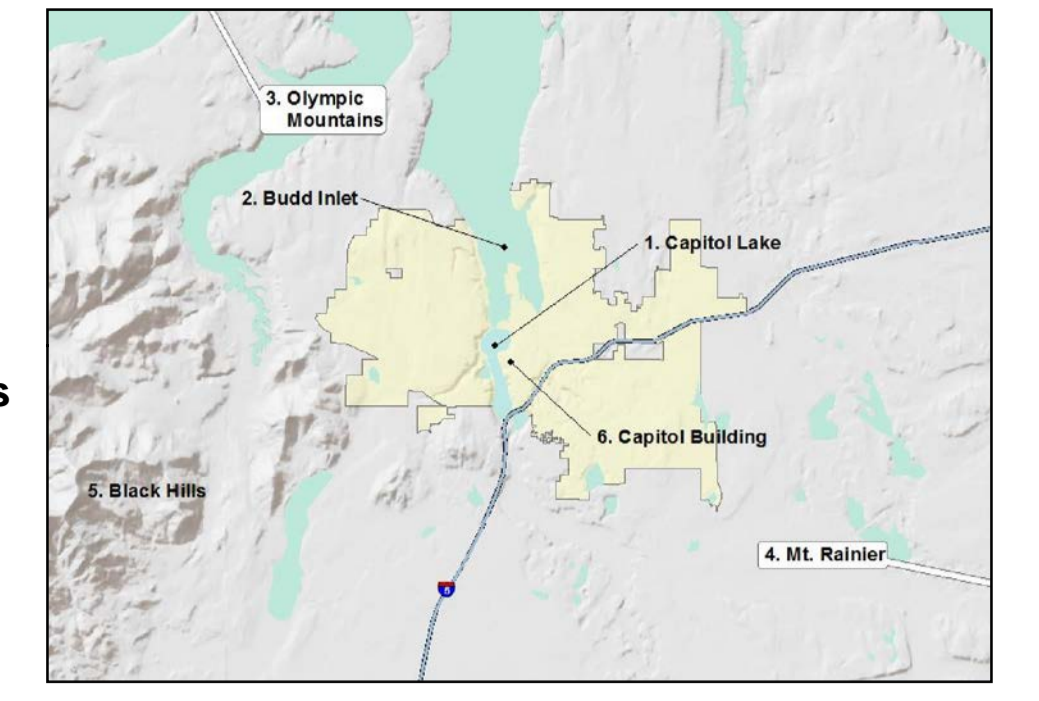 3. Olympic
Mountains
2. Budd Inlet
1. Capitol Lake
s
6. Capitol Building
5. Black Hills
4. Mt. Rainier
5